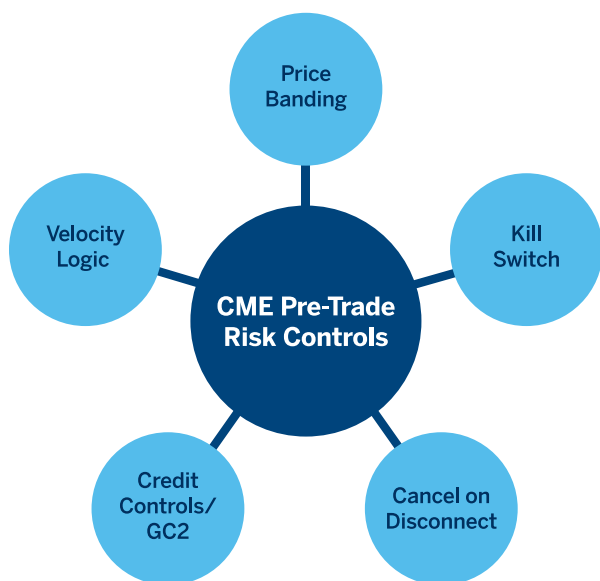 Price
Banding
Velocity
Logic
Kill
Switch
CME Pre-Trade
Risk Controls
Credit
Controls/
GC2
Cancel on
Disconnect